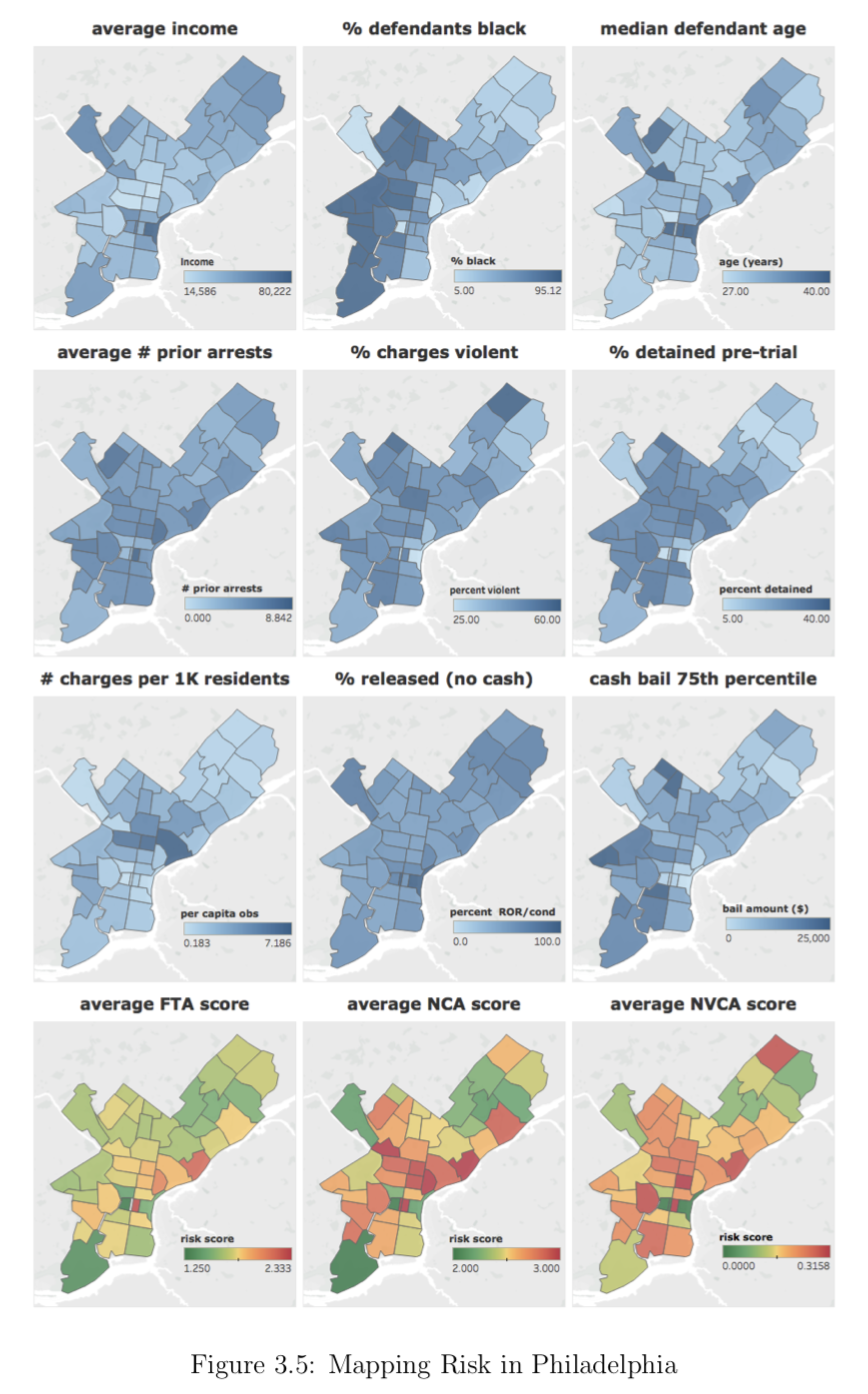 average income
% defendants black
median defendant age
Income
14,586 80,222
% black
5.00 95.12
age (years)
27.00 40.00
average # prior arrests
% charges violent
% detained pre-trial
# prior arrests
0.000 8.842
percent violent
25.00 60.00
percent detained
5.00 40.00
# charges per 1K residents
% released (no cash)
cash bail 75th percentile
per capita obs
0.183 7.186
percent ROR/cond
0.0 100.0
bail amount ($)
0 25,000
average FTA score
average NCA score
average NVCA score
risk score
1.250 2.333
risk score
2.000 3.000
risk score
0.0000 0.3158
Figure 3.5: Mapping Risk in Philadelphia